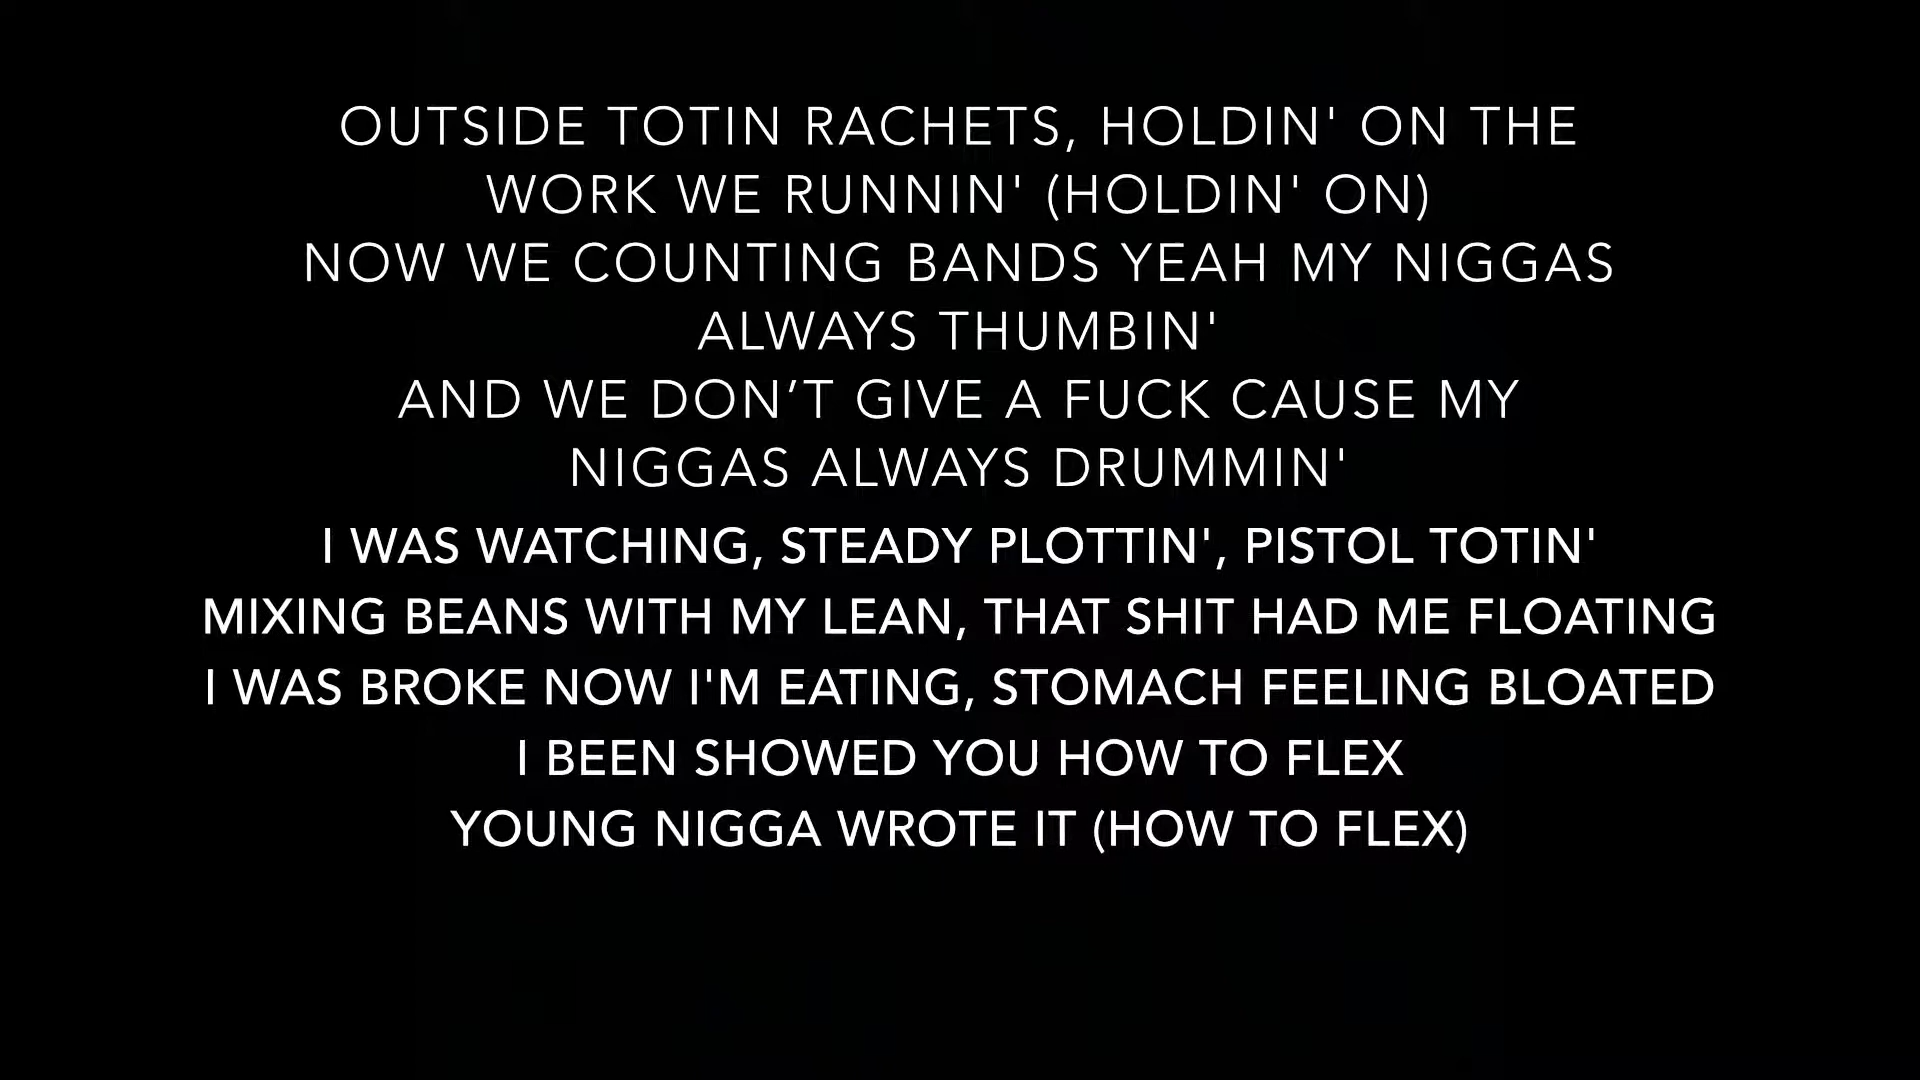 OUTSIDE TOTIN RACHETS, HOLDIN' ON THE
WORK WE RUNNIN' (HOLDIN' ON)
NOW WE COUNTING BANDS YEAH MY NIGGAS
ALWAYS THUMBIN'
AND WE DON’T GIVE A FUCK CAUSE MY
NIGGAS ALWAYS DRUMMIN'
I WAS WATCHING, STEADY PLOTTIN', PISTOL TOTIN'
MIXING BEANS WITH MY LEAN, THAT SHIT HAD ME FLOATING
I WAS BROKE NOW I'M EATING, STOMACH FEELING BLOATED
I BEEN SHOWED YOU HOW TO FLEX
YOUNG NIGGA WROTE IT (HOW TO FLEX)